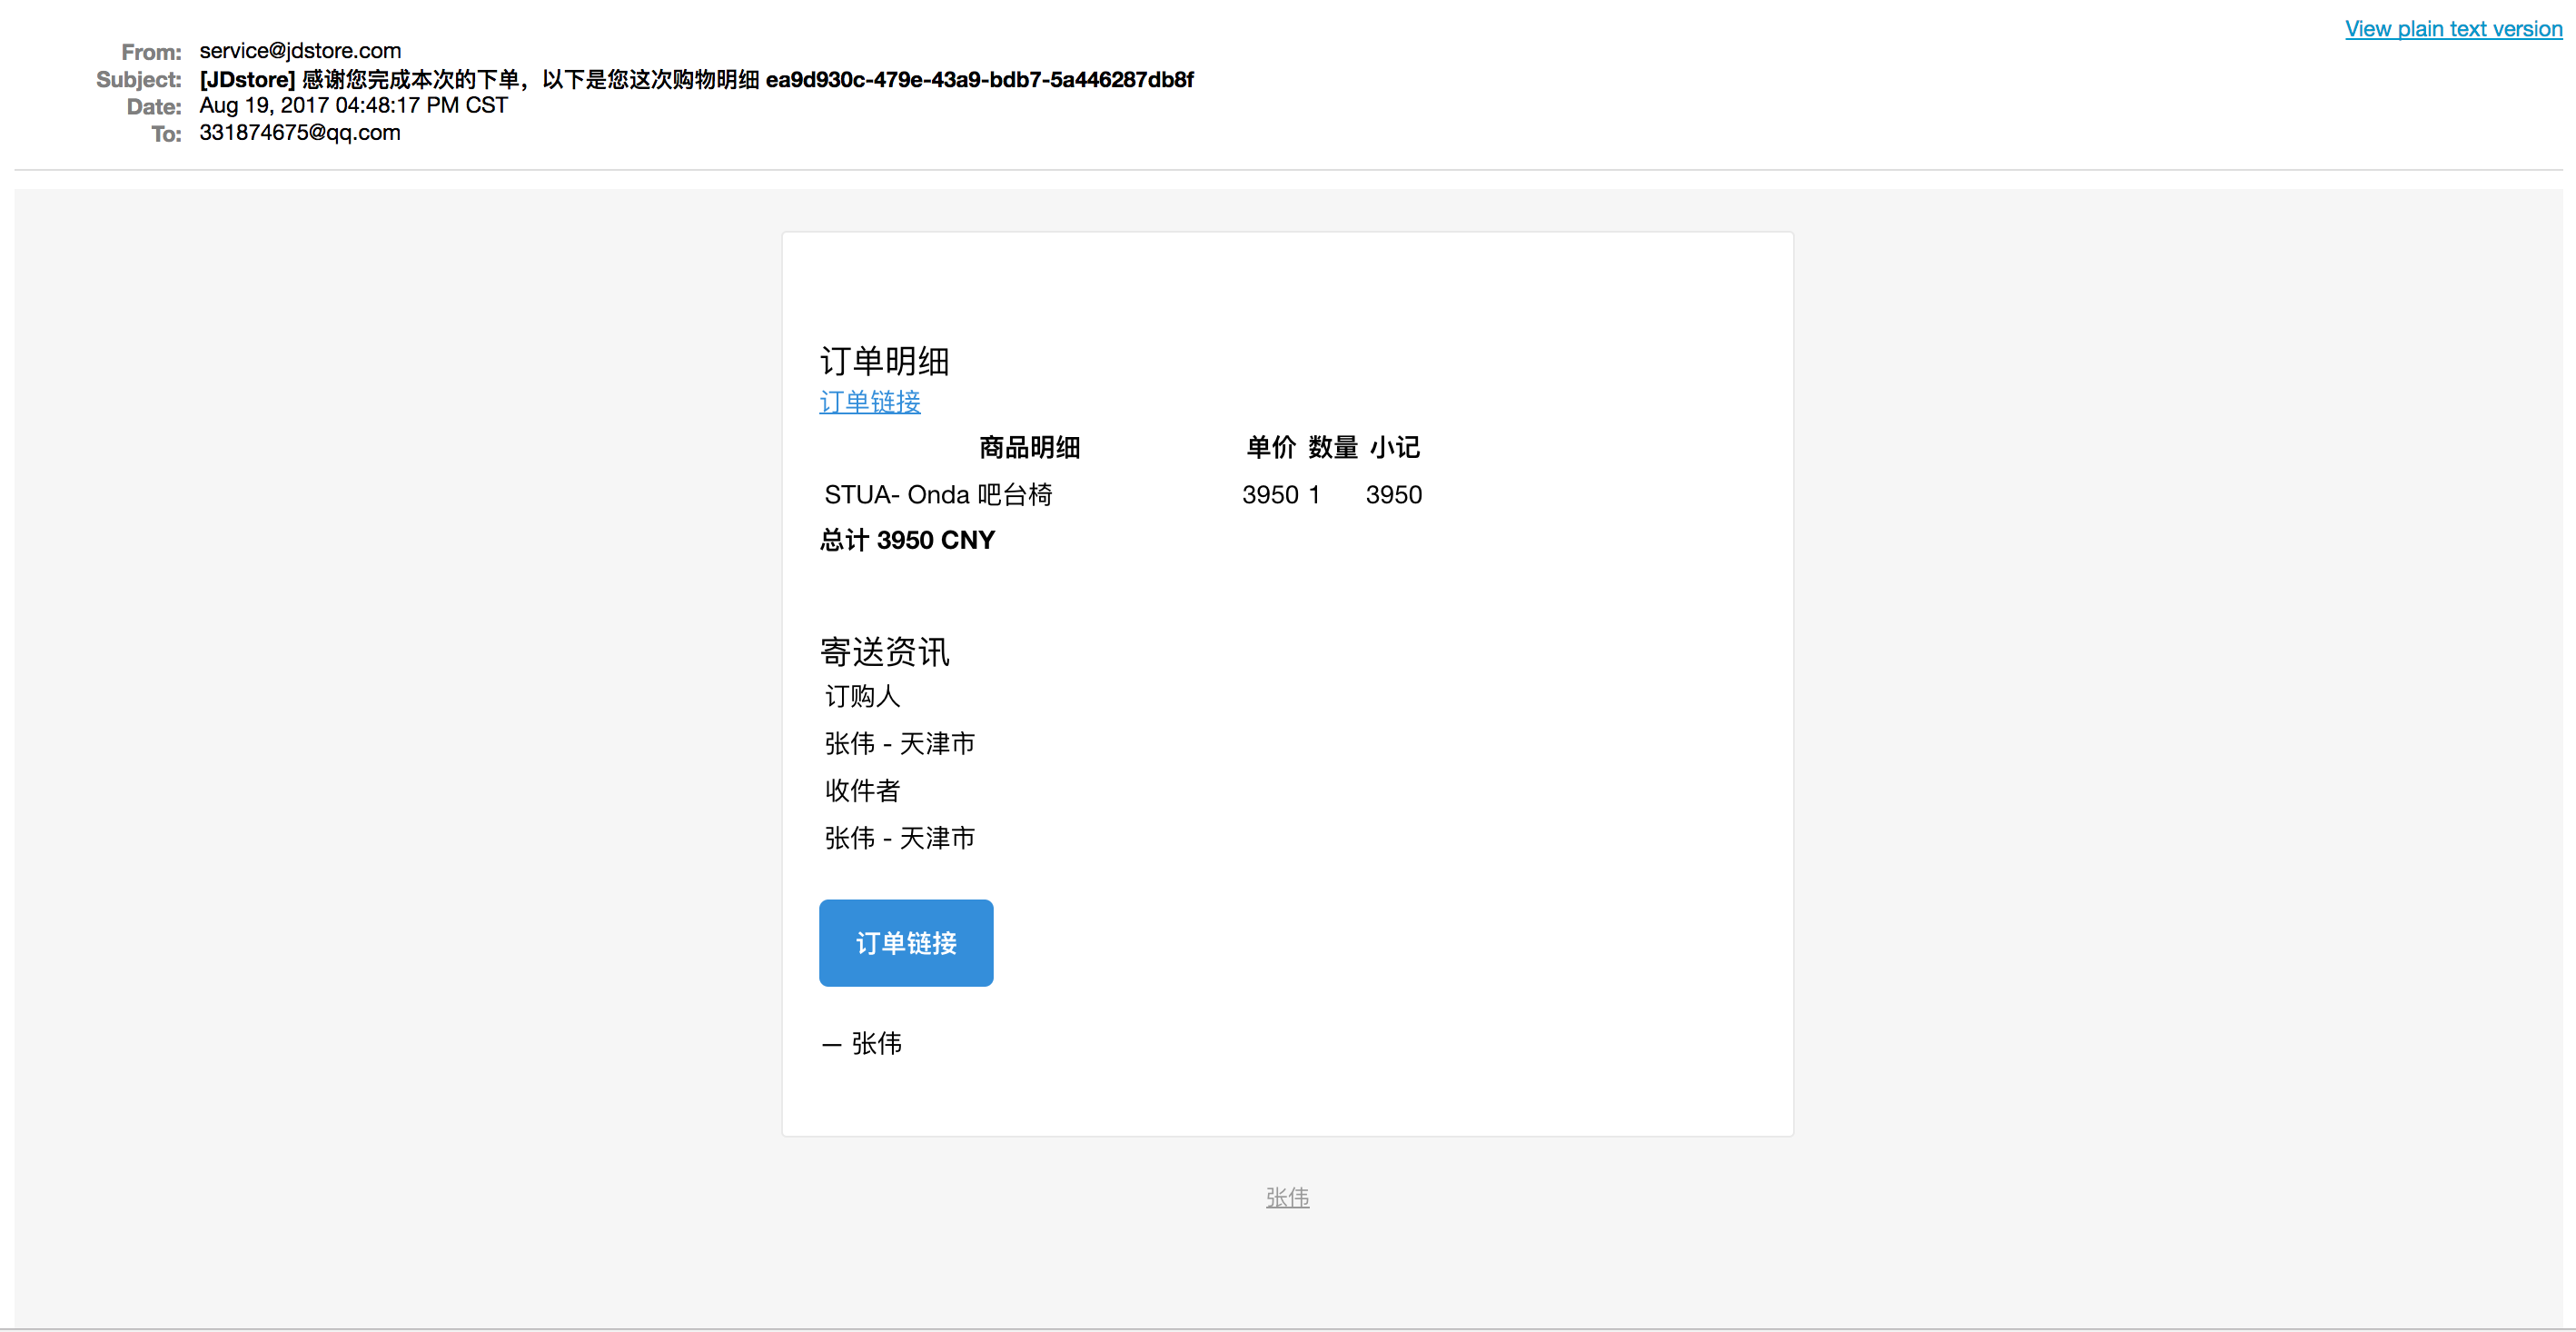 View plain text version
From: service@jdstore.com
Subject: [JDstore] 感谢您完成本次的下单，以下是您这次购物明细 ea9d930c-479e-43a9-bdb7-5a446287db8f
Date: Aug 19, 2017 04:48:17 PM CST
To: 331874675@qq.com
订单明细
订单链接
商品明细 单价 数量 小记
STUA- Onda 吧台椅 3950 1 3950
总计 3950 CNY
寄送资讯
订购人
张伟 - 天津市
收件者
张伟 - 天津市
订单链接
— 张伟
张伟